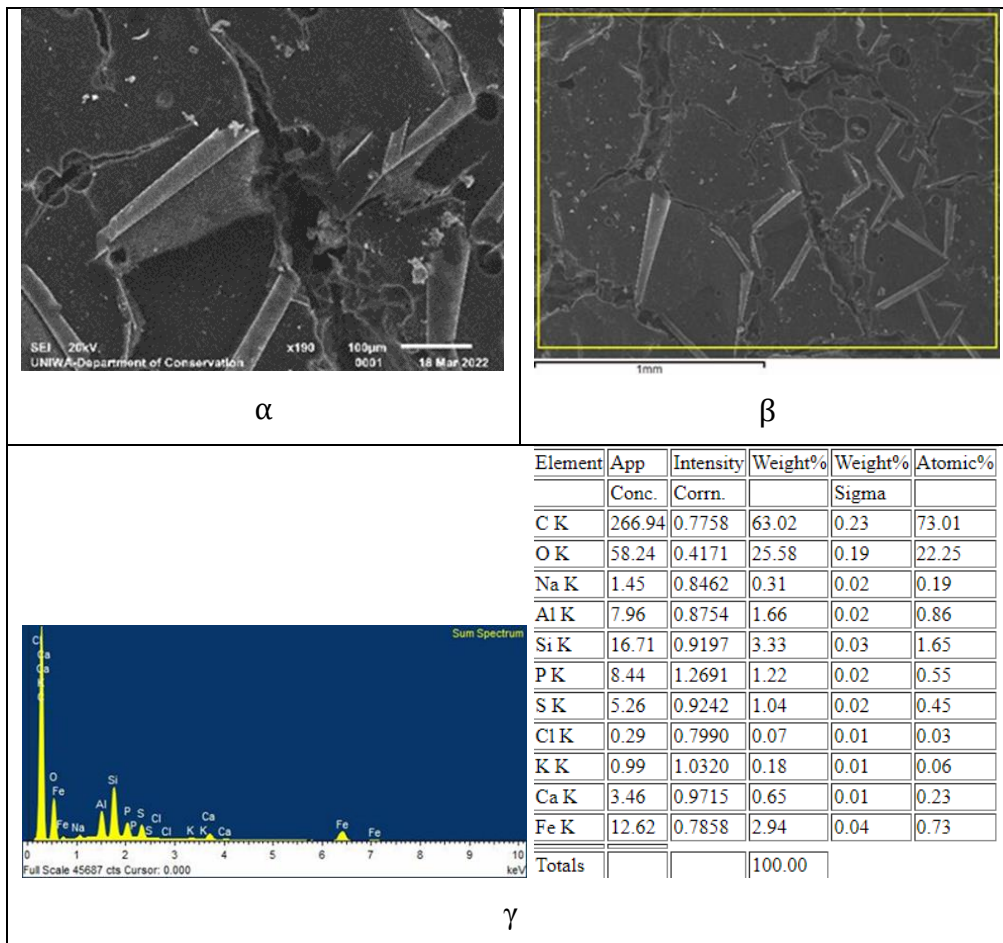 SEI 20kV x190 100μm
UNIWA-Department of Conservation 0001 18 Mar 2022
α
1mm
β
Sum Spectrum
Cl
Ca
Ca
K
O
Fe
Fe Na
Al
Si
P
P
S
S
Cl
Cl
K K
Ca
Ca
Fe
Fe
0 1 2 3 4 5 6 7 8 9 10
Full Scale 45687 cts Cursor: 0.000 keV
Element App Intensity Weight% Weight% Atomic%
Conc. Corrn. Sigma
C K 266.94 0.7758 63.02 0.23 73.01
O K 58.24 0.4171 25.58 0.19 22.25
Na K 1.45 0.8462 0.31 0.02 0.19
Al K 7.96 0.8754 1.66 0.02 0.86
Si K 16.71 0.9197 3.33 0.03 1.65
P K 8.44 1.2691 1.22 0.02 0.55
S K 5.26 0.9242 1.04 0.02 0.45
Cl K 0.29 0.7990 0.07 0.01 0.03
K K 0.99 1.0320 0.18 0.01 0.06
Ca K 3.46 0.9715 0.65 0.01 0.23
Fe K 12.62 0.7858 2.94 0.04 0.73
Totals 100.00
γ